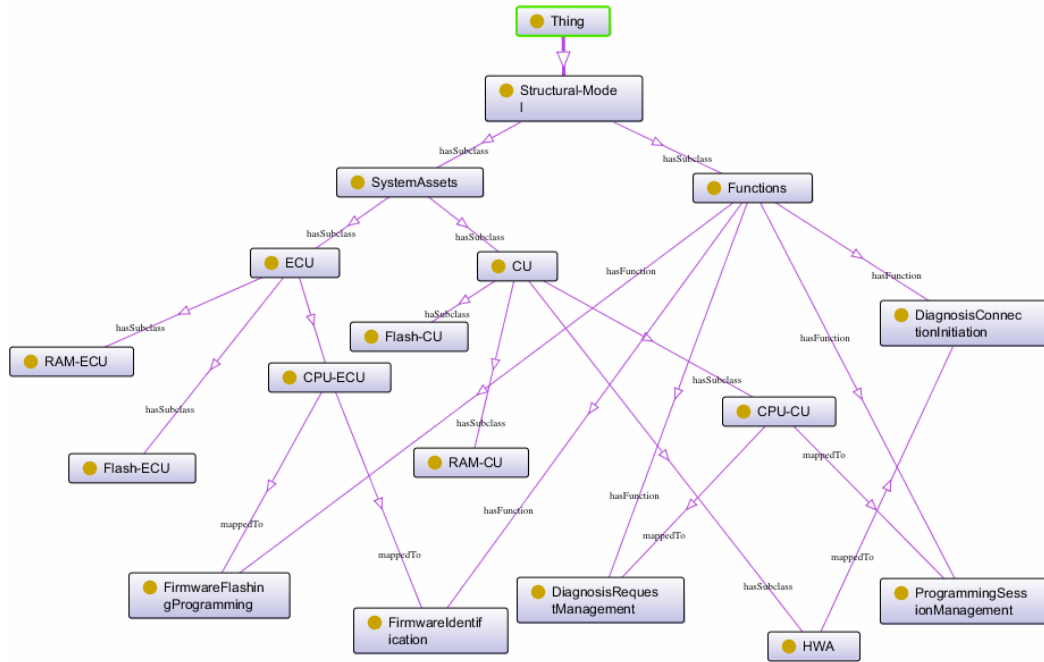 Thing
Structural-Mode
l
hasSubclass
hasSubclass
SystemAssets
Functions
hasSubclass
hasSubclass
ECU
CU
hasFunction
hasFunction
DiagnosisConnec
tionInitiation
hasSubclass
haSubclass
Flash-CU
RAM-ECU
hasFunction
CPU-ECU
hasSubclass
CPU-CU
hasSubclass
hasSubclass
mappedTo
Flash-ECU
RAM-CU
hasFunction
hasFunction
mappedTo
mappedTo
mappedTo
mappedTo
FirmwareFlashin
gProgramming
hasSubclass
DiagnosisReques
tManagement
ProgrammingSess
ionManagement
FirmwareIdentif
ication
HWA